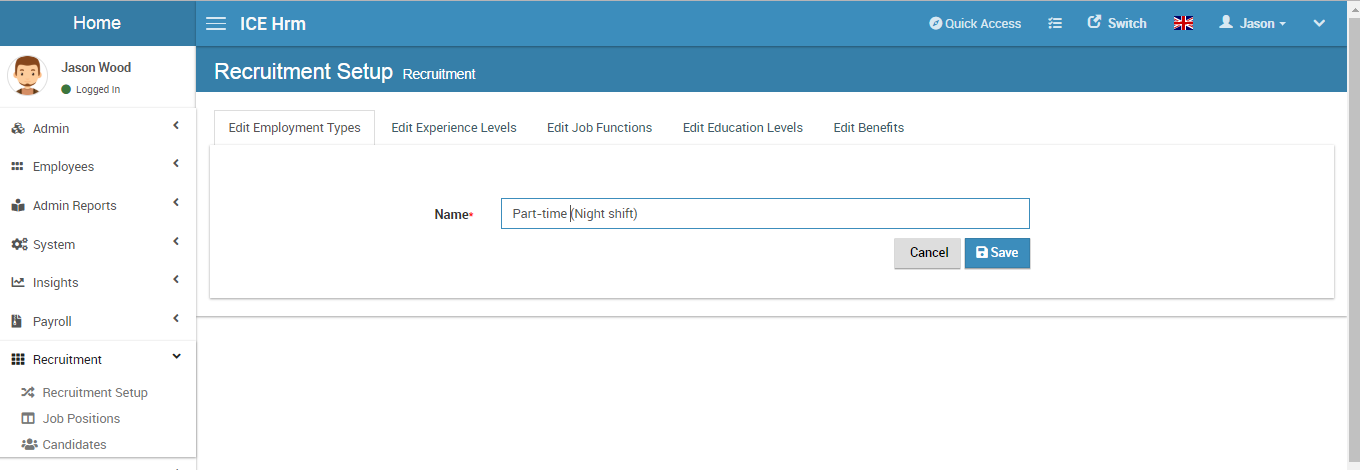 Home
ICE Hrm
Quick Access
Switch
Jason
Jason Wood
Logged In
Recruitment Setup Recruitment
Admin
Employees
Admin Reports
System
Insights
Payroll
Recruitment
Recruitment Setup
Job Positions
Candidates
Edit Employment Types
Edit Experience Levels
Edit Job Functions
Edit Education Levels
Edit Benefits
Name*
Part-time (Night shift)
Cancel
Save